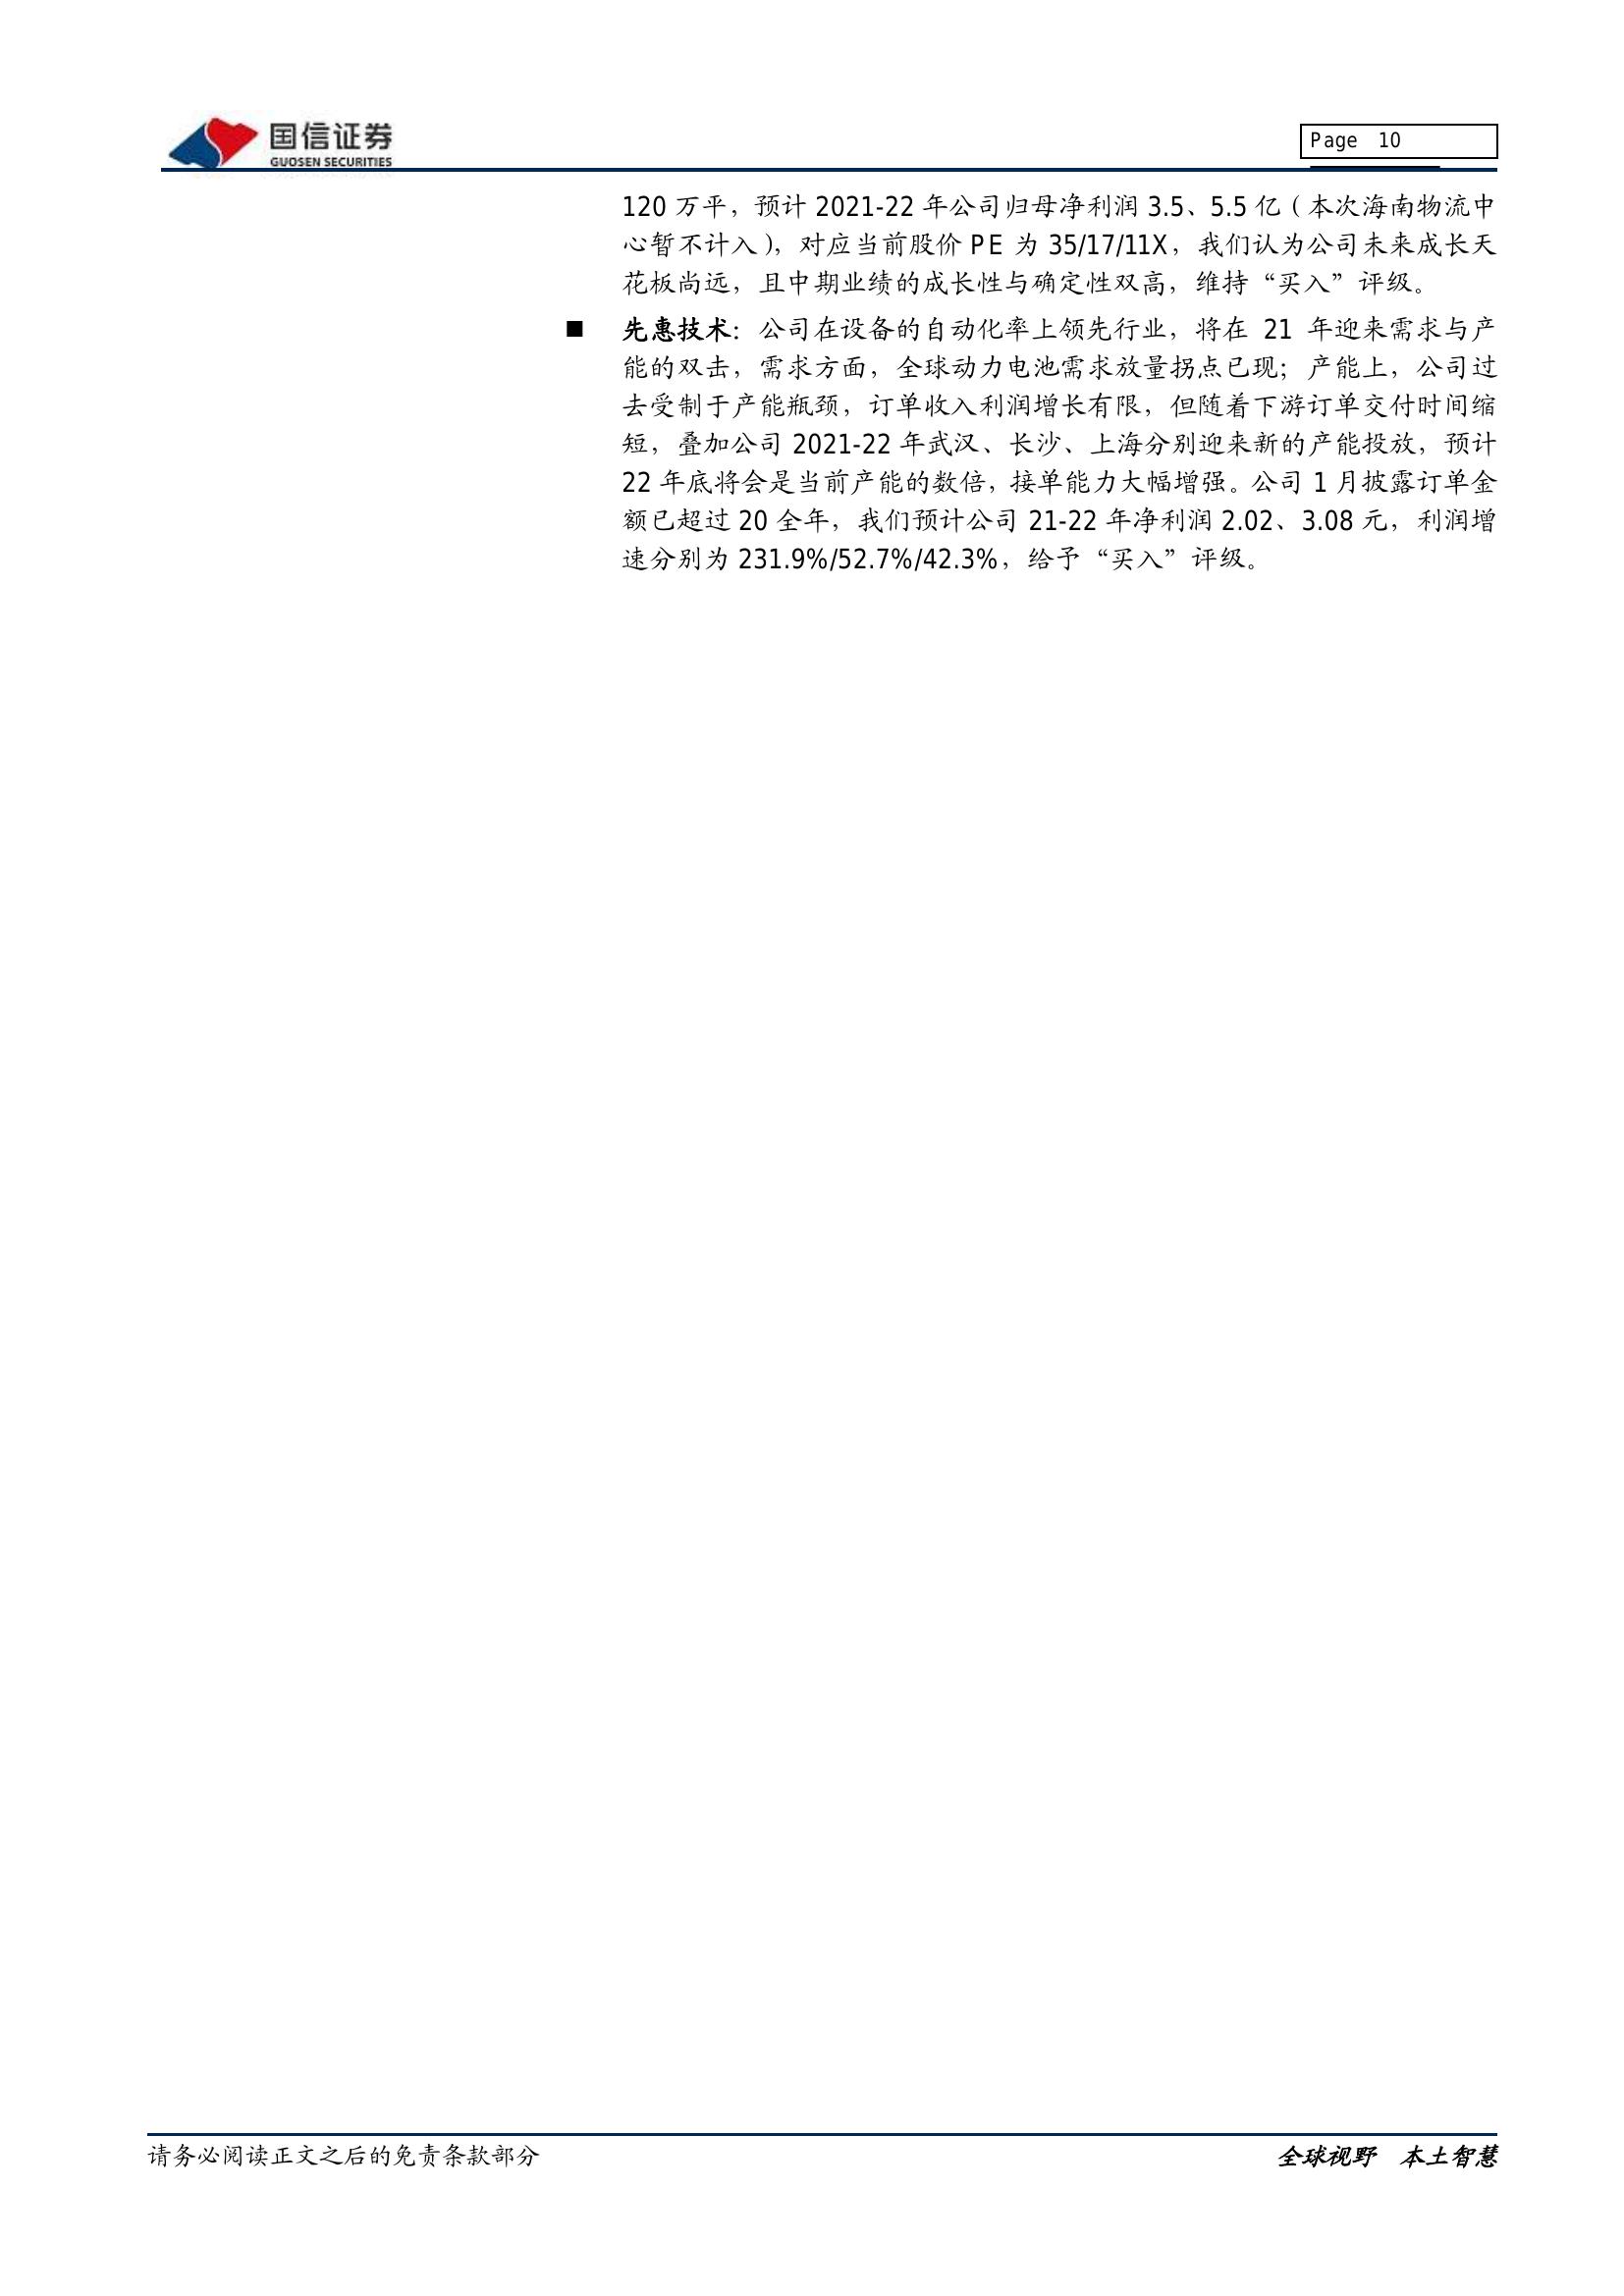 国信证券
GUOSEN SECURITIES
Page 10
120 万平，预计 2021-22 年公司归母净利润 3.5、5.5 亿（本次海南物流中
心暂不计入），对应当前股价 PE 为 35/17/11X，我们认为公司未来成长天
花板尚远，且中期业绩的成长性与确定性双高，维持“买入”评级。
■ 先惠技术：公司在设备的自动化率上领先行业，将在 21 年迎来需求与产
能的双击，需求方面，全球动力电池需求放量拐点已现；产能上，公司过
去受制于产能瓶颈，订单收入利润增长有限，但随着下游订单交付时间缩
短，叠加公司 2021-22 年武汉、长沙、上海分别迎来新的产能投放，预计
22 年底将会是当前产能的数倍，接单能力大幅增强。公司 1 月披露订单金
额已超过 20 全年，我们预计公司 21-22 年净利润 2.02、3.08 元，利润增
速分别为 231.9%/52.7%/42.3%，给予“买入”评级。
请务必阅读正文之后的免责条款部分
全球视野 本土智慧